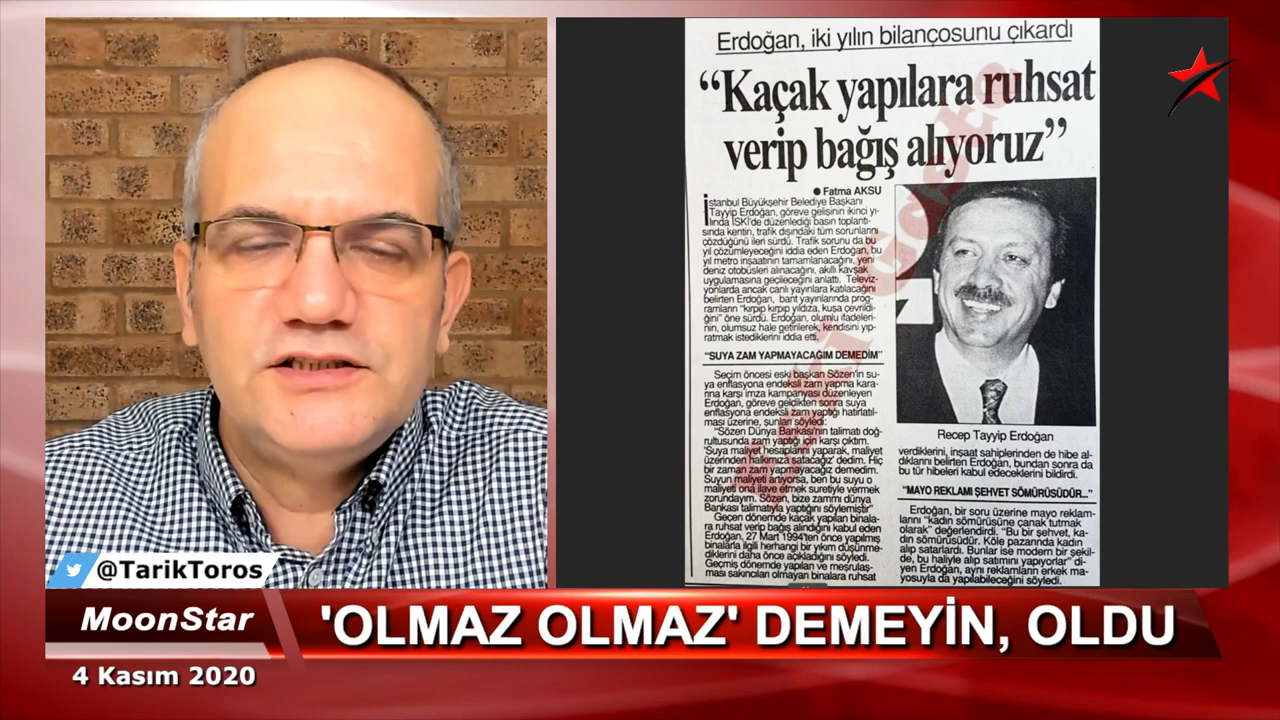 Erdoğan, iki yılın bilançosunu çıkardı
“Kaçak yapılara ruhsat
verip bağış alıyoruz”
● Fatma AKSU
İstanbul Büyükşehir Belediye Başkanı
Tayyip Erdoğan, göreve gelişinin ikinci yı-
lında İSKİ'de düzenlediği basın toplantı-
sında kentin, trafik dışındaki tüm sorunlarını
çözdüğünü ileri sürdü. Trafik sorunu da bu
yıl çözümleyeceğini iddia eden Erdoğan, bu
yıl metro inşaatının tamamlanacağını, yeni
deniz otobüsleri alınacağını, akıllı kavşak
uygulamasına geçileceğini anlattı. Televiz-
yonlarda ancak canlı yayınlara katılacağını
belirten Erdoğan, bant yayınlarında prog-
ramların “kırpıp kırpıp yıldıza, kuşa çevrildi-
ğini” öne sürdü. Erdoğan, olumlu ifadeleri-
nin, olumsuz hale getirilerek, kendisini yıp-
ratmak istediklerini iddia etti.
“SUYA ZAM YAPMAYACAĞIM DEMEDİM”
Seçim öncesi eski başkan Sözen'in su-
ya enflasyona endeksli zam yapma kara-
rına karşı imza kampanyası düzenleyen
Erdoğan, göreve geldikten sonra suya
enflasyona endeksli zam yaptığı hatırlatıl-
ması üzerine, şunları söyledi:
“Sözen Dünya Bankası'nın talimatı doğ-
rultusunda zam yaptığı için karşı çıktım.
'Suya maliyet hesaplarını yaparak, maliyet
üzerinden halkımıza satacağız' dedim. Hiç
bir zaman zam yapmayacağız demedim.
Suyun maliyeti artıyorsa, ben bu suyu o
maliyeti ona ilave etmek suretiyle vermek
zorundayım. Sözen, bize zammı dünya
Bankası talimatıyla yaptığını söylemiştir”
Geçen dönemde kaçak yapılan binala-
ra ruhsat verip bağış alındığını kabul eden
Erdoğan, 27 Mart 1994'ten önce yapılmış
binalarla ilgili herhangi bir yıkım düşünme-
diklerini daha önce açıkladığını söyledi.
Geçmiş dönemde yapılan ve meşrulaş-
ması sakıncaları olmayan binalara ruhsat
Recep Tayyip Erdoğan
verdiklerini, inşaat sahiplerinden de hibe al-
dıklarını belirten Erdoğan, bundan sonra da
bu tür hibeleri kabul edeceklerini bildirdi.
“MAYO REKLAMI ŞEHVET SÖMÜRÜSÜDÜR...”
Erdoğan, bir soru üzerine mayo reklam-
larını “kadın sömürüsüne çanak tutmak
olarak” değerlendirdi. “Bu bir şehvet, ka-
dın sömürüsüdür. Köle pazarında kadın
alıp satarlardı. Bunlar ise modern bir şekil-
de, bu haliyle alıp satımını yapıyorlar” di-
yen Erdoğan, aynı reklamların erkek ma-
yosuyla da yapılabileceğini söyledi.
@TarikToros
MoonStar
'OLMAZ OLMAZ' DEMEYİN, OLDU
4 Kasım 2020